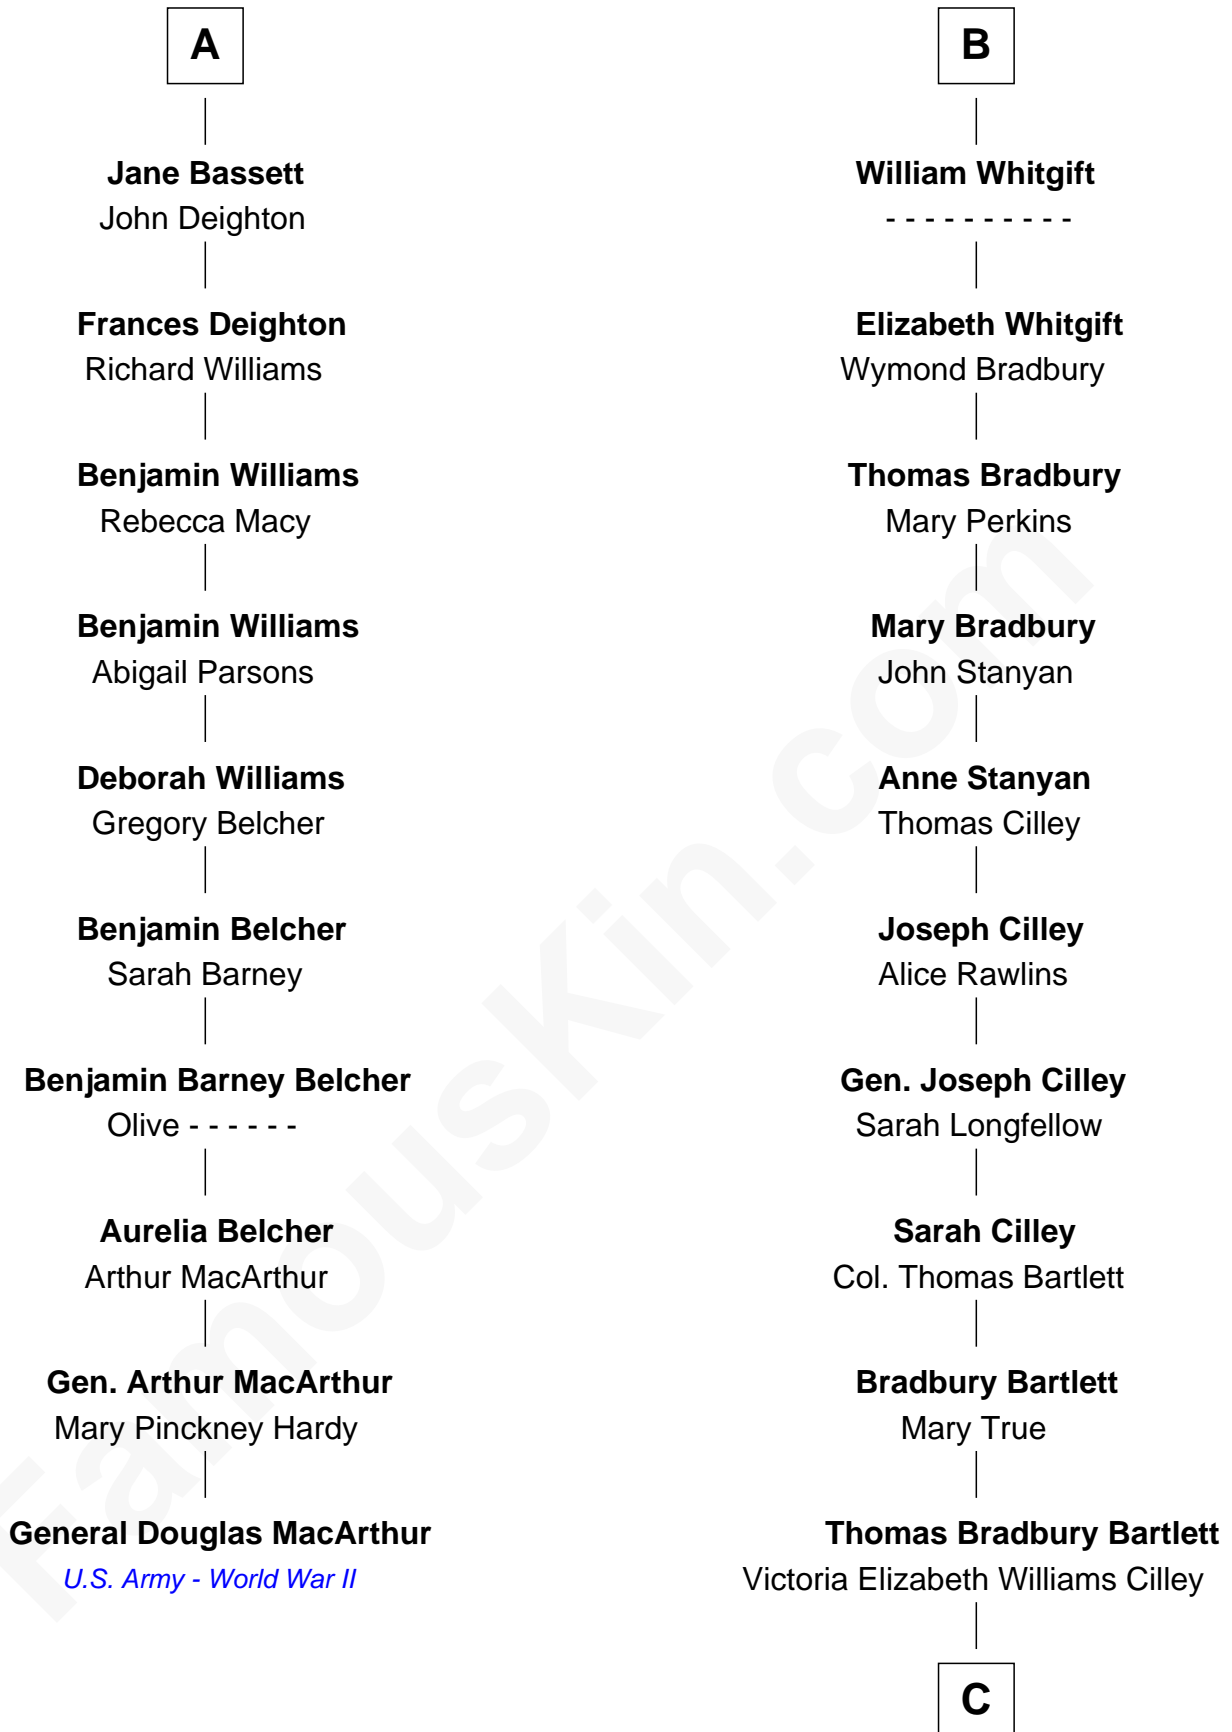 A
Jane Bassett
John Deighton
Frances Deighton
Richard Williams
Benjamin Williams
Rebecca Macy
Benjamin Williams
Abigail Parsons
Deborah Williams
Gregory Belcher
Benjamin Belcher
Sarah Barney
Benjamin Barney Belcher
Olive - - - - - -
Aurelia Belcher
Arthur MacArthur
Gen. Arthur MacArthur
Mary Pinckney Hardy
General Douglas MacArthur
U.S. Army - World War II
B
William Whitgift
- - - - - - - - - -
Elizabeth Whitgift
Wymond Bradbury
Thomas Bradbury
Mary Perkins
Mary Bradbury
John Stanyan
Anne Stanyan
Thomas Cilley
Joseph Cilley
Alice Rawlins
Gen. Joseph Cilley
Sarah Longfellow
Sarah Cilley
Col. Thomas Bartlett
Bradbury Bartlett
Mary True
Thomas Bradbury Bartlett
Victoria Elizabeth Williams Cilley
C
FamousKin.com